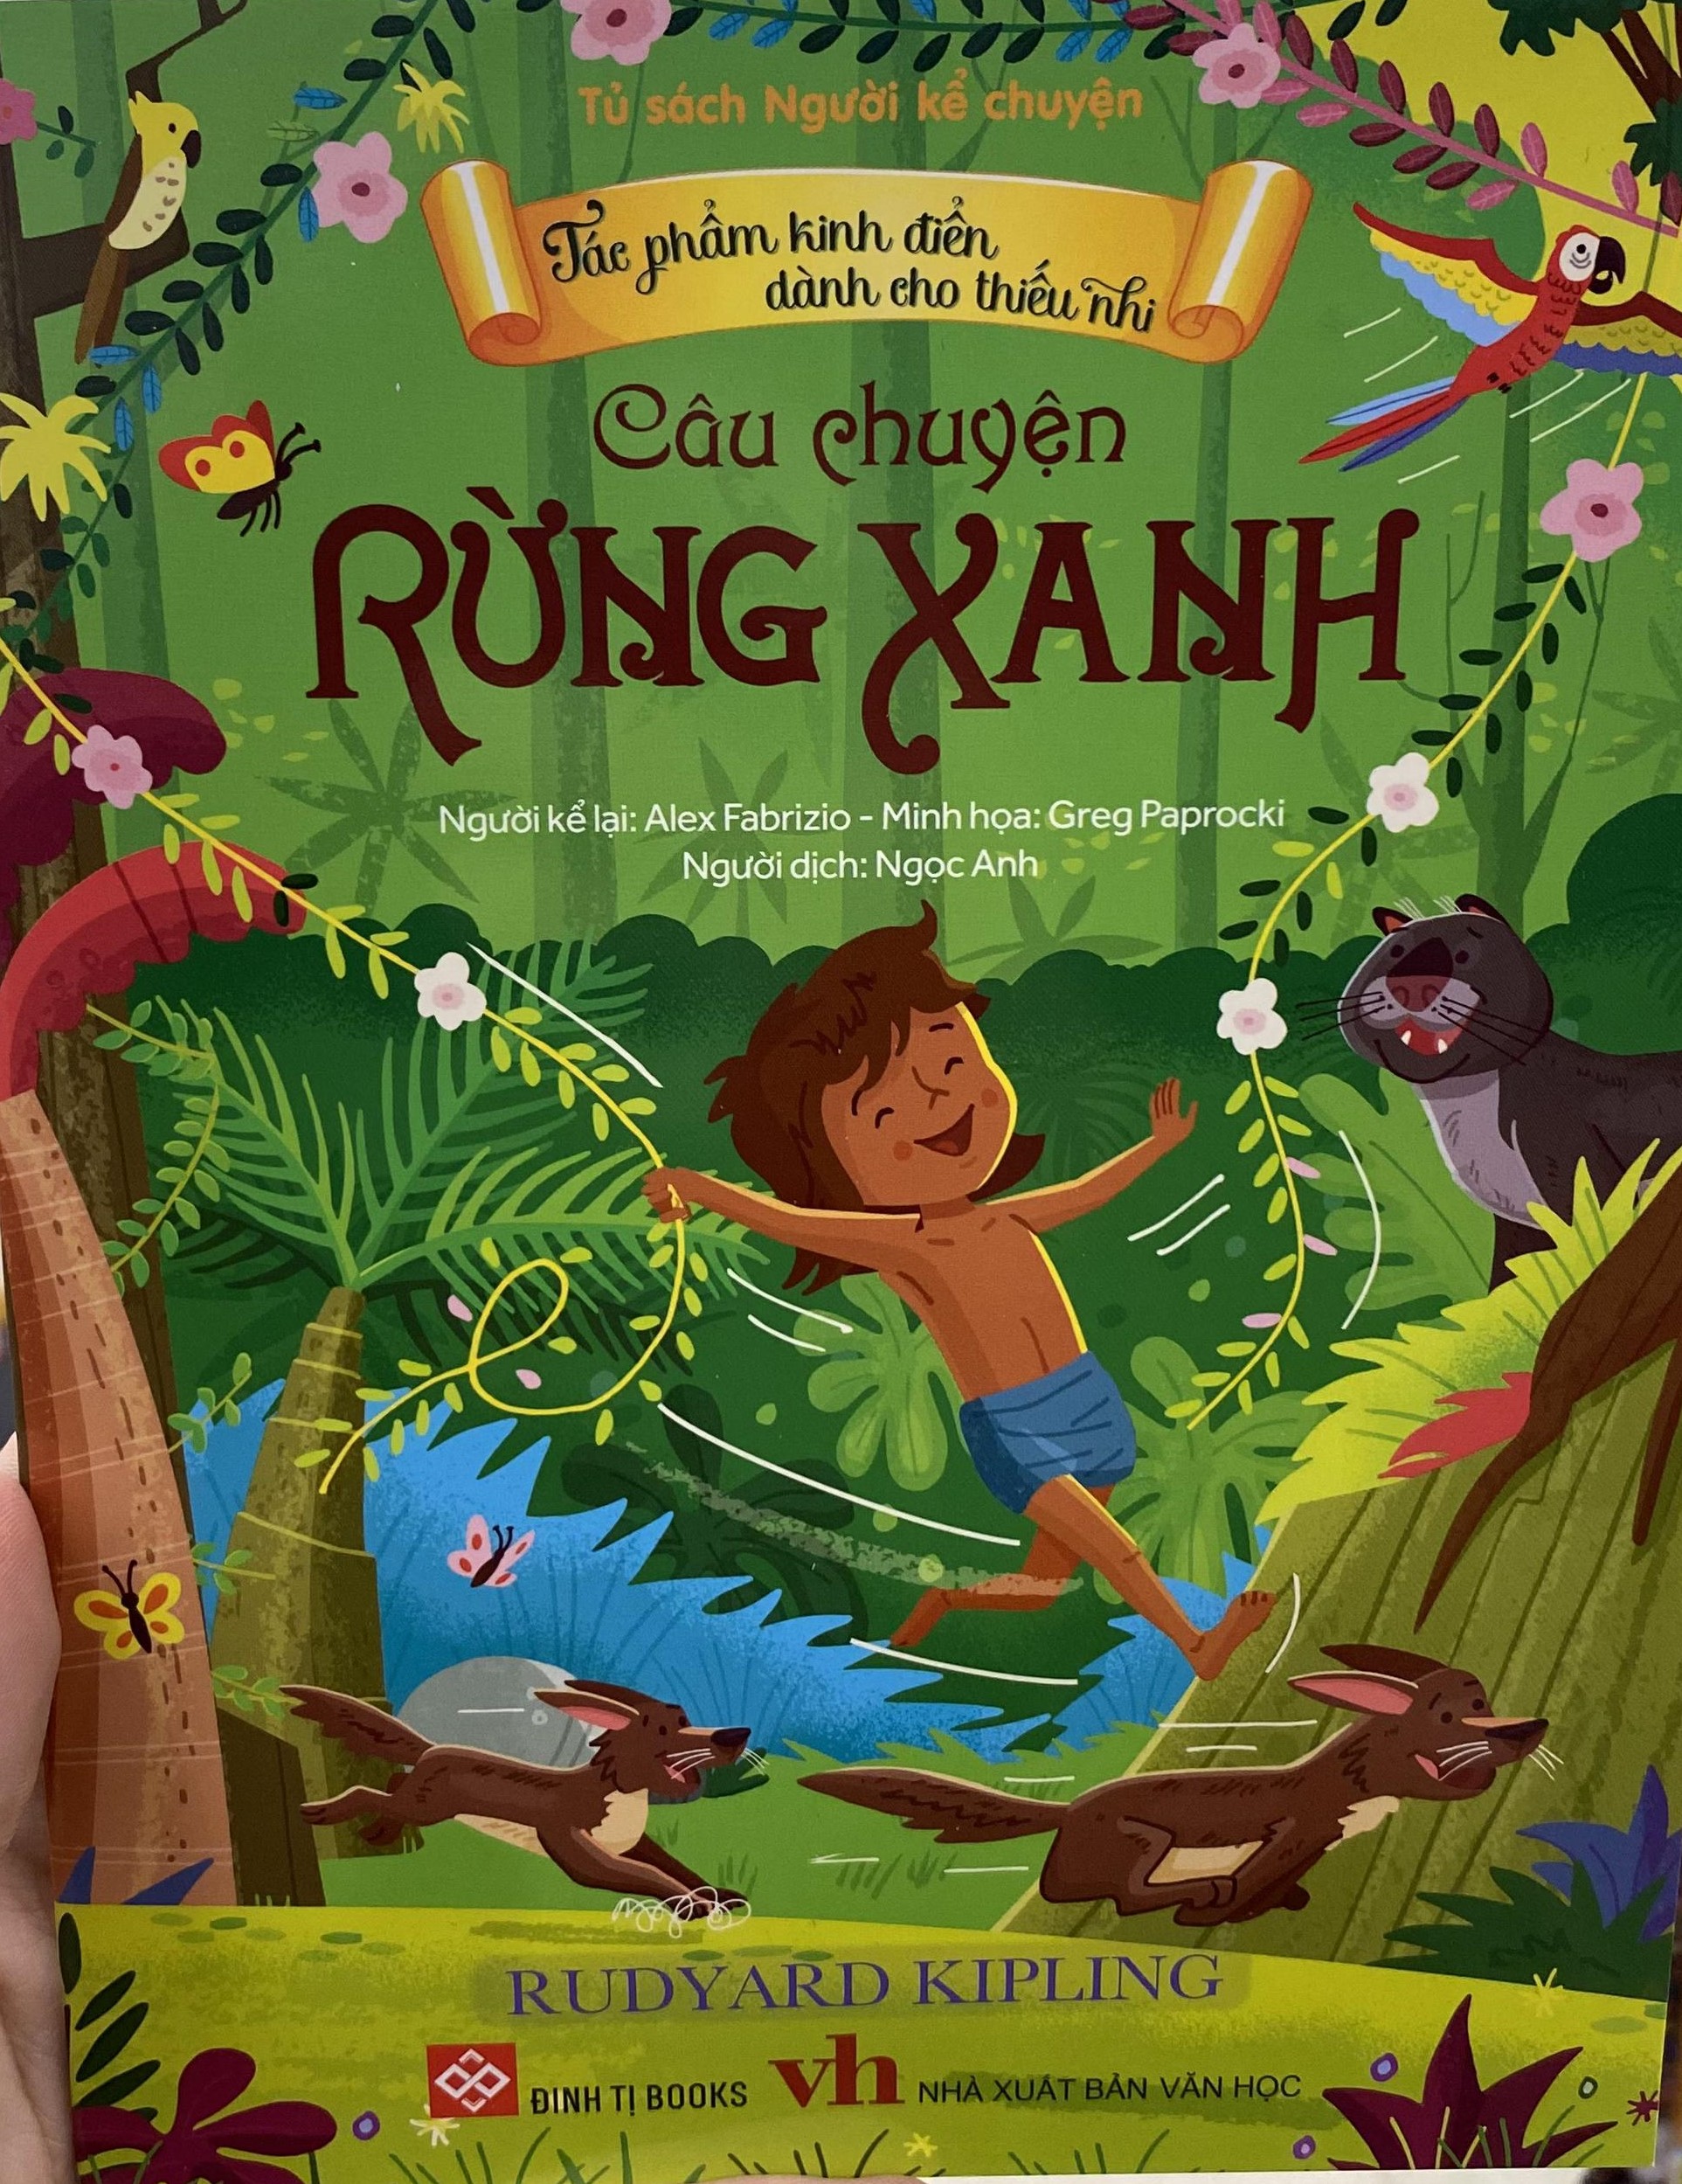 Tủ sách Người kể chuyện
Tác phẩm kinh điển
dành cho thiếu nhi
Câu chuyện
RỪNG XANH
Người kể lại: Alex Fabrizio - Minh họa: Greg Paprocki
Người dịch: Ngọc Anh
RUDYARD KIPLING
ĐINH TỊ BOOKS
vh NHÀ XUẤT BẢN VĂN HỌC